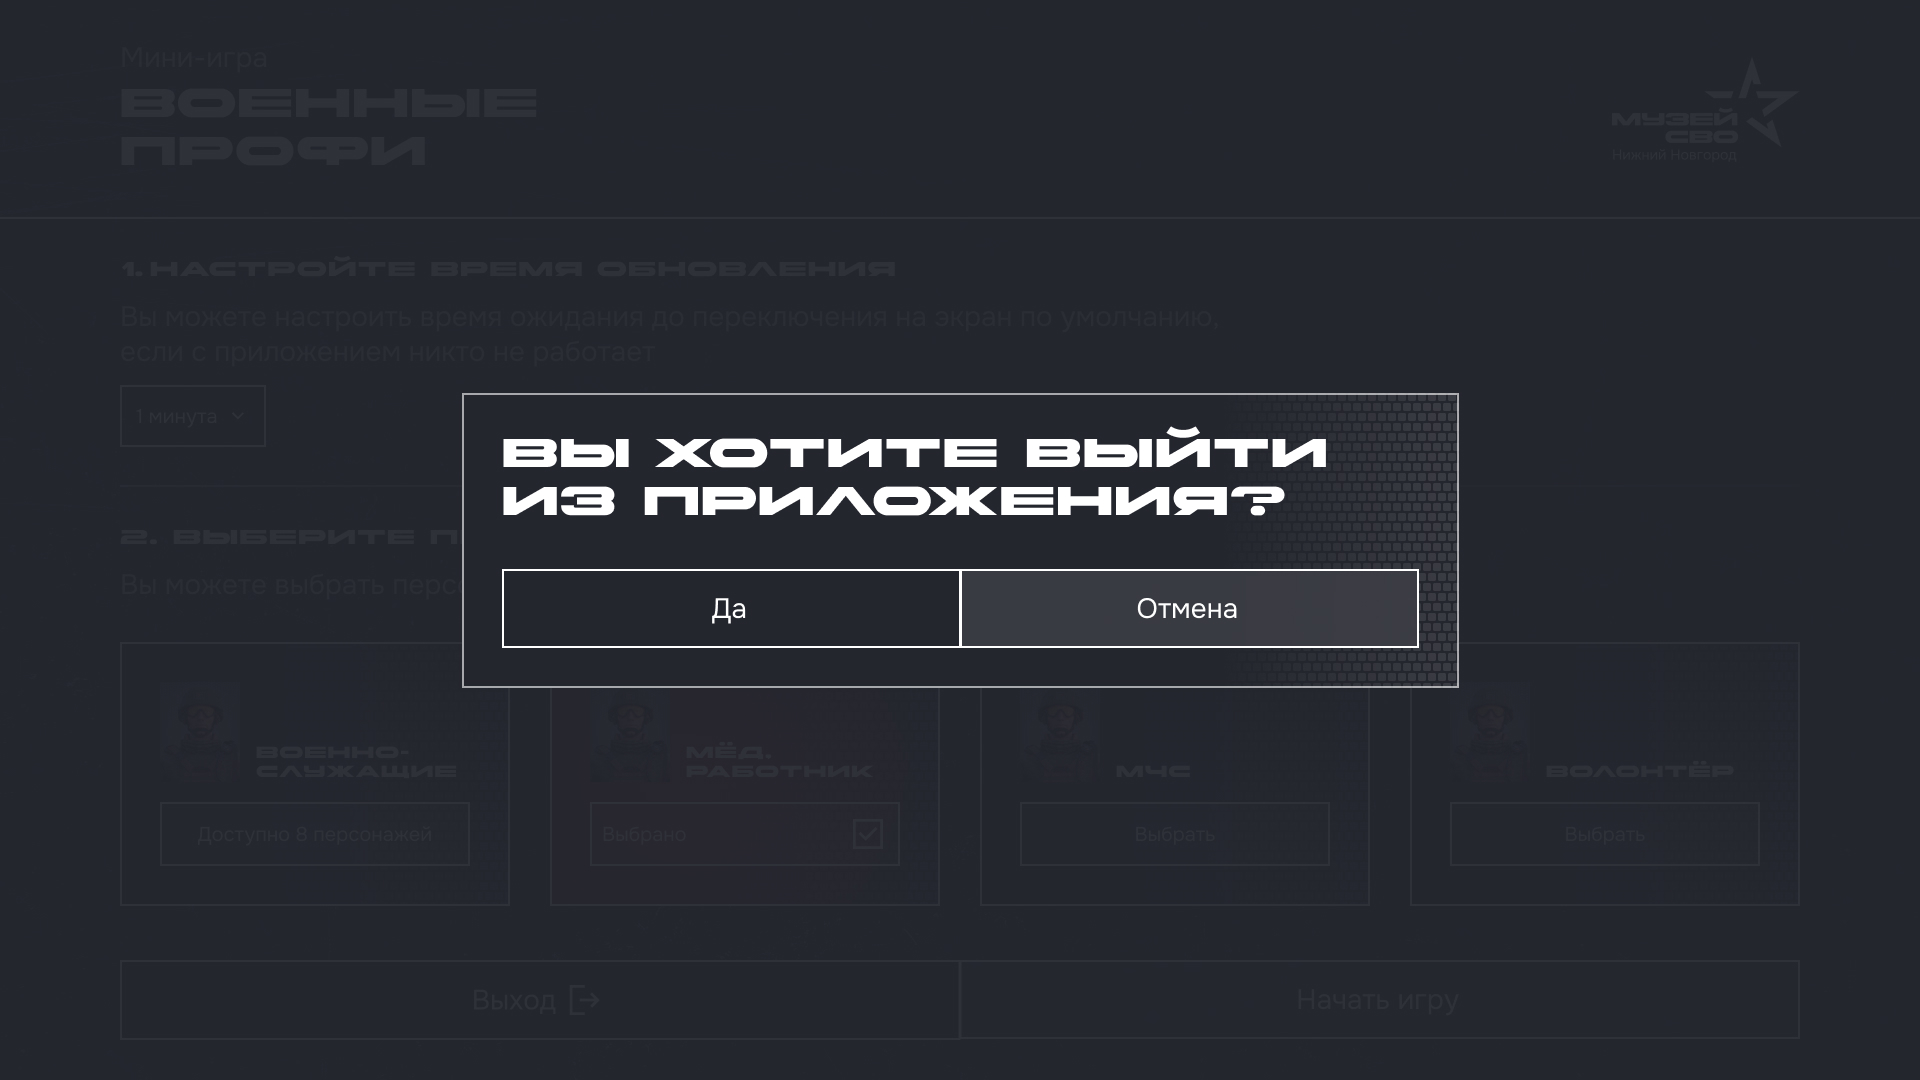 Мини-игра
ВОЕННЫЕ
ПРОФИ
МУЗЕЙ
СВО
Нижний Новгород
1. НАСТРОЙТЕ ВРЕМЯ ОБНОВЛЕНИЯ
Вы можете настроить время ожидания до переключения на экран по умолчанию,
если с приложением никто не работает
1 минута
ВЫ ХОТИТЕ ВЫЙТИ
ИЗ ПРИЛОЖЕНИЯ?
Да
Отмена
2. ВЫБЕРИТЕ П
Вы можете выбрать перс
ВОЕННО-
СЛУЖАЩИЕ
МЁД.
РАБОТНИК
МЧС
ВОЛОНТЁР
Доступно 8 персонажей
Выбрано
Выбрать
Выбрать
Выход
Начать игру